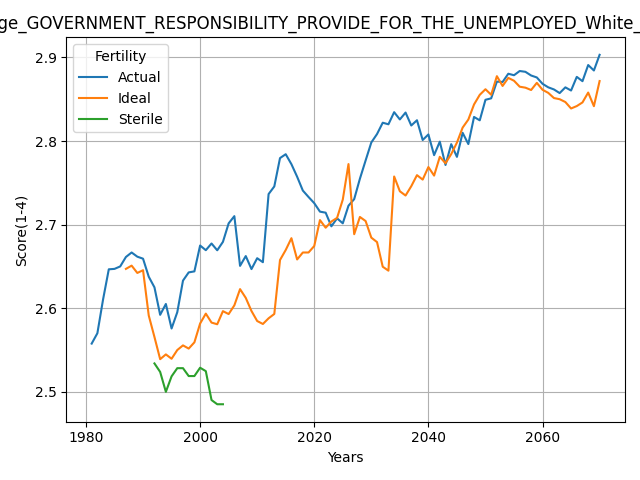 ge_GOVERNMENT_RESPONSIBILITY_PROVIDE_FOR_THE_UNEMPLOYED_White_
Fertility
Actual
Ideal
Sterile
Score(1-4)
2.9
2.8
2.7
2.6
2.5
1980 2000 2020 2040 2060
Years